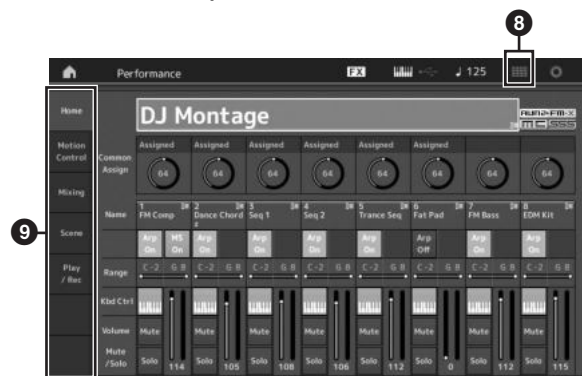 8
Performance FX 125
9
Home
Motion
Control
Mixing
Scene
Play
/ Rec
DJ Montage
AWM2•FM-X
MC SSS
Common
Assign
Assigned Assigned Assigned Assigned Assigned Assigned
64 64 64 64 64 64 64 64
Name
1 2 3 4 5 6 7 8
FM Comp Dance Chord Seq 1 Seq 2 Trance Seq Fat Pad FM Bass EDM Kit
2
Arp On MS On Arp On Arp On Arp On Arp On Arp Off Arp On Arp On
Range
C -2 G 8 C -2 G 8 C -2 G 8 C -2 G 8 C -2 G 8 C -2 G 8 C -2 G 8 C -2 G 8
Kbd Ctrl
Volume
Mute Mute Mute Mute Mute Mute Mute Mute
Mute
/Solo
Solo Solo Solo Solo Solo Solo Solo Solo
114 105 108 106 112 0 112 115